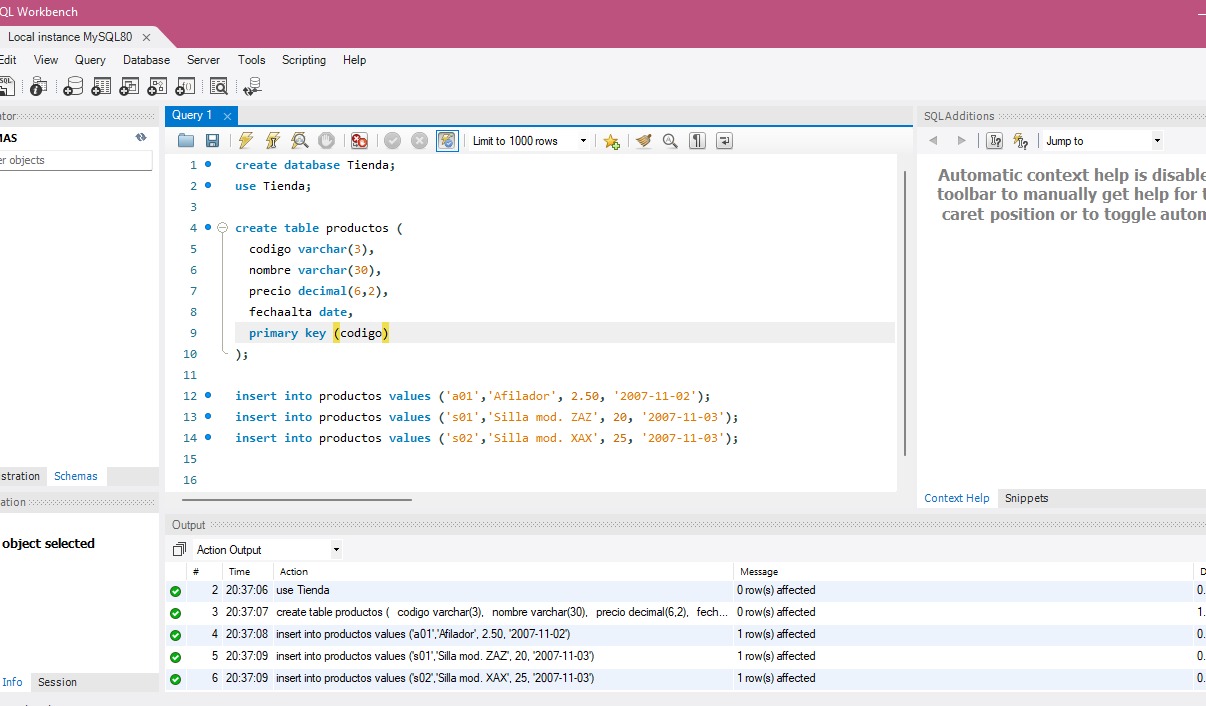 QL Workbench
Local instance MySQL80
Edit View Query Database Server Tools Scripting Help
MAS
er objects
Query 1
Limit to 1000 rows
1 create database Tienda;
2 use Tienda;
3
4 create table productos (
5 codigo varchar(3),
6 nombre varchar(30),
7 precio decimal(6,2),
8 fechaalta date,
9 primary key (codigo)
10 );
11
12 insert into productos values ('a01','Afilador', 2.50, '2007-11-02');
13 insert into productos values ('s01','Silla mod. ZAZ', 20, '2007-11-03');
14 insert into productos values ('s02','Silla mod. XAX', 25, '2007-11-03');
15
16
SQLAdditions
Jump to
Automatic context help is disable
toolbar to manually get help for t
caret position or to toggle autom
Context Help Snippets
stration Schemas
ation
object selected
Info Session
Output
Action Output
# Time Action Message D
2 20:37:06 use Tienda 0 row(s) affected 0.
3 20:37:07 create table productos ( codigo varchar(3), nombre varchar(30), precio decimal(6,2), fech... 0 row(s) affected 1.
4 20:37:08 insert into productos values ('a01','Afilador', 2.50, '2007-11-02') 1 row(s) affected 0.
5 20:37:09 insert into productos values ('s01','Silla mod. ZAZ', 20, '2007-11-03') 1 row(s) affected 0.
6 20:37:09 insert into productos values ('s02','Silla mod. XAX', 25, '2007-11-03') 1 row(s) affected 0.